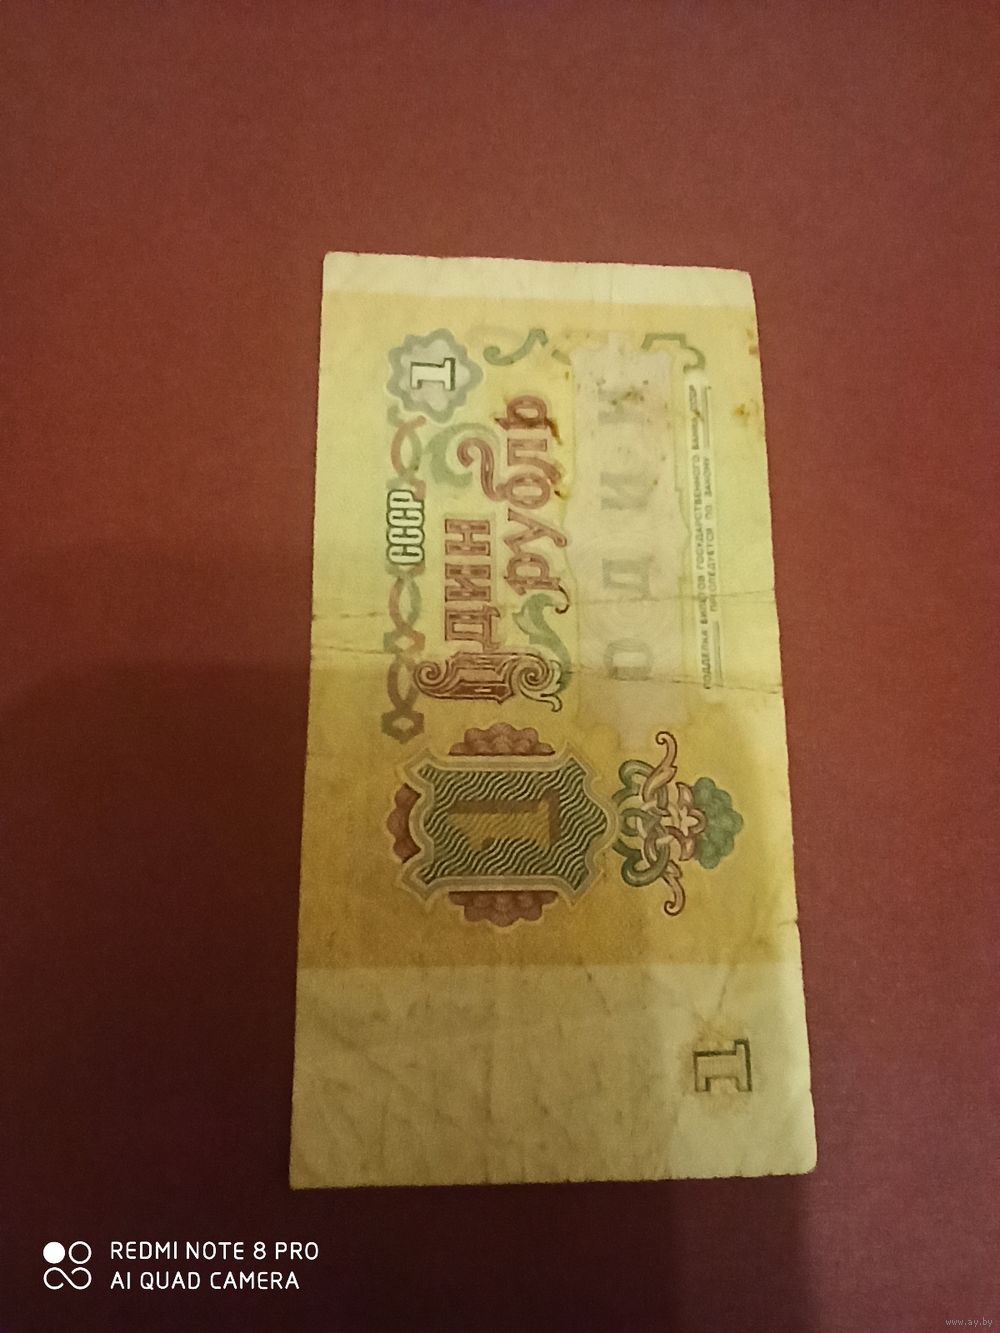 СССР
1
Один
рубль
ОДИН
ПОДДЕЛКА БИЛЕТОВ ГОСУДАРСТВЕННОГО БАНКА СССР
ПРЕСЛЕДУЕТСЯ ПО ЗАКОНУ
1
1
REDMI NOTE 8 PRO
AI QUAD CAMERA
www.ay.by